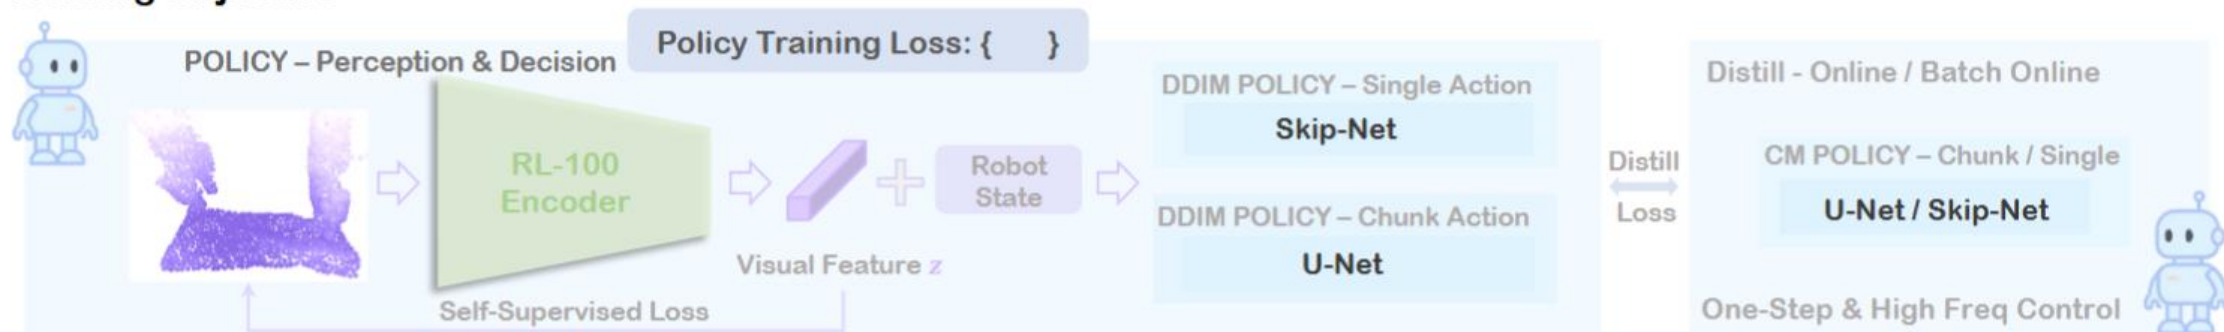 POLICY – Perception & Decision
Policy Training Loss: { }
RL-100
Encoder
Visual Feature z
Self-Supervised Loss
Robot
State
DDIM POLICY – Single Action
Skip-Net
DDIM POLICY – Chunk Action
U-Net
Distill
Loss
Distill - Online / Batch Online
CM POLICY – Chunk / Single
U-Net / Skip-Net
One-Step & High Freq Control